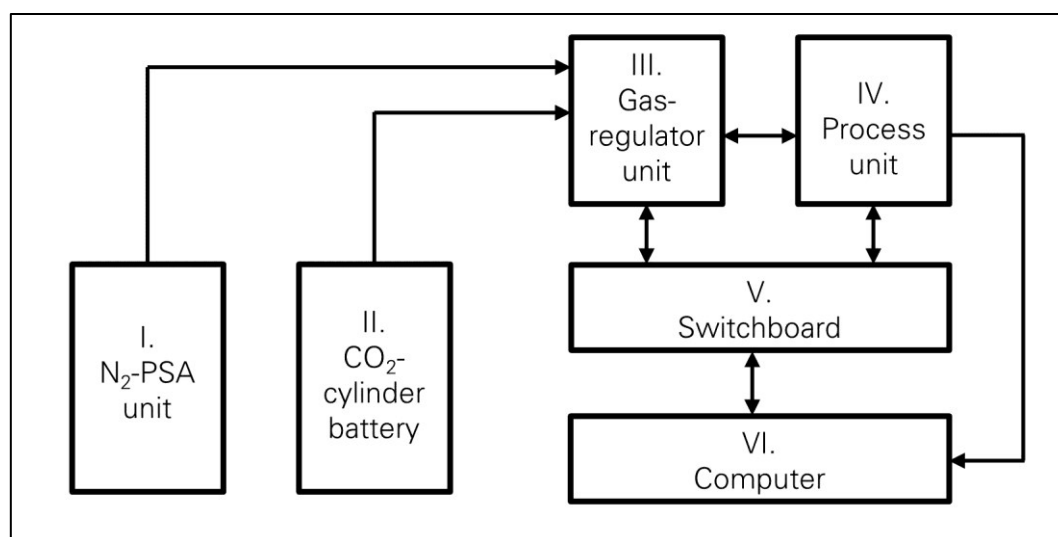 III.
Gas-
regulator
unit
IV.
Process
unit
I.
N₂-PSA
unit
II.
CO₂-
cylinder
battery
V.
Switchboard
VI.
Computer